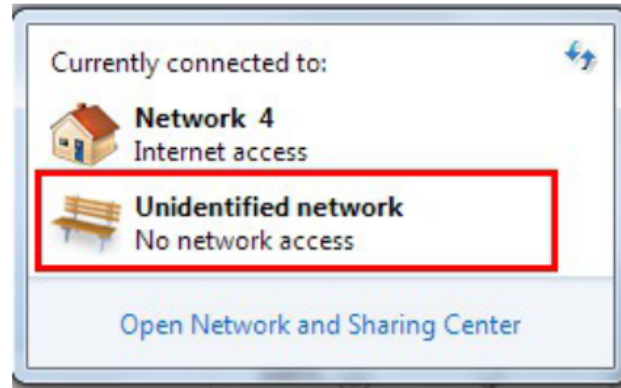 Currently connected to:
Network 4
Internet access
Unidentified network
No network access
Open Network and Sharing Center